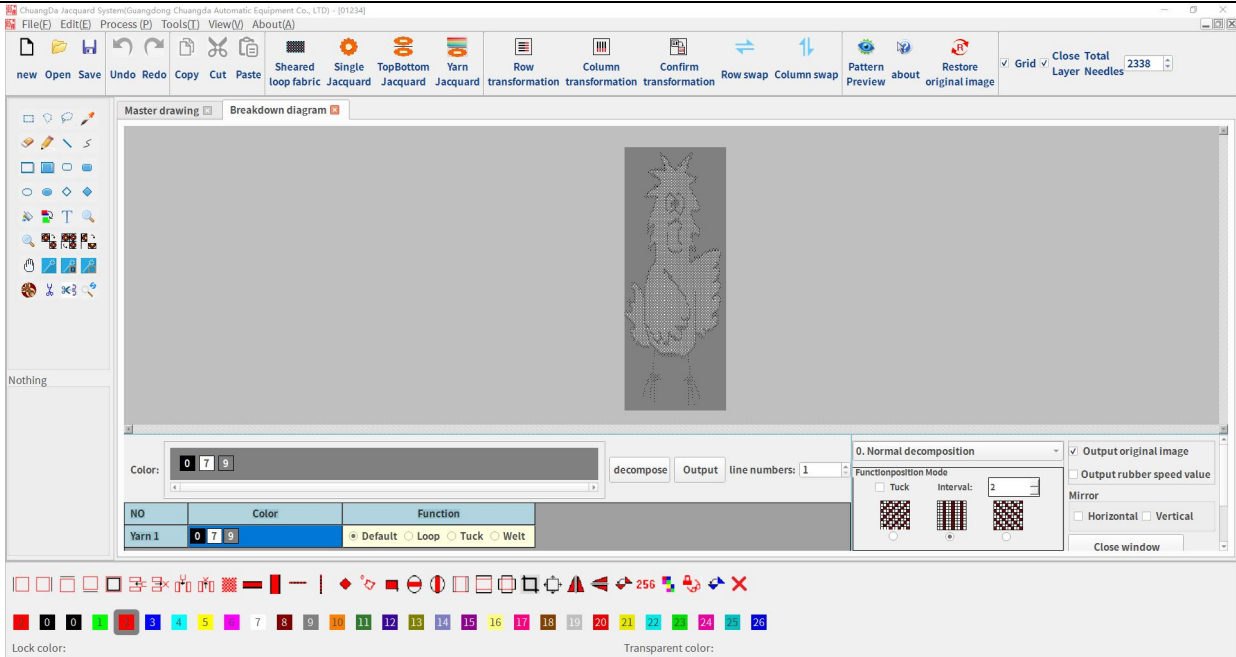 ChuangDa Jacquard System(Guangdong Chuangda Automatic Equipment Co., LTD) - [01234]
File(F) Edit(E) Process (P) Tools(T) View(V) About(A)
new Open Save Undo Redo Copy Cut Paste Sheared loop fabric Single Jacquard TopBottom Jacquard Yarn Jacquard Row transformation Column transformation Confirm transformation Row swap Column swap Pattern Preview about Restore original image Grid Close Layer Total Needles 2338
Master drawing Breakdown diagram
Nothing
Color: 0 7 9 decompose Output line numbers: 1
0. Normal decomposition
Functionposition Mode
Tuck Interval: 2
Output original image
Output rubber speed value
Mirror
Horizontal Vertical
Close window
NO Color Function
Yarn 1 0 7 9 Default Loop Tuck Welt
256
0 0 1 2 3 4 5 6 7 8 9 10 11 12 13 14 15 16 17 18 19 20 21 22 23 24 25 26
Lock color: Transparent color: